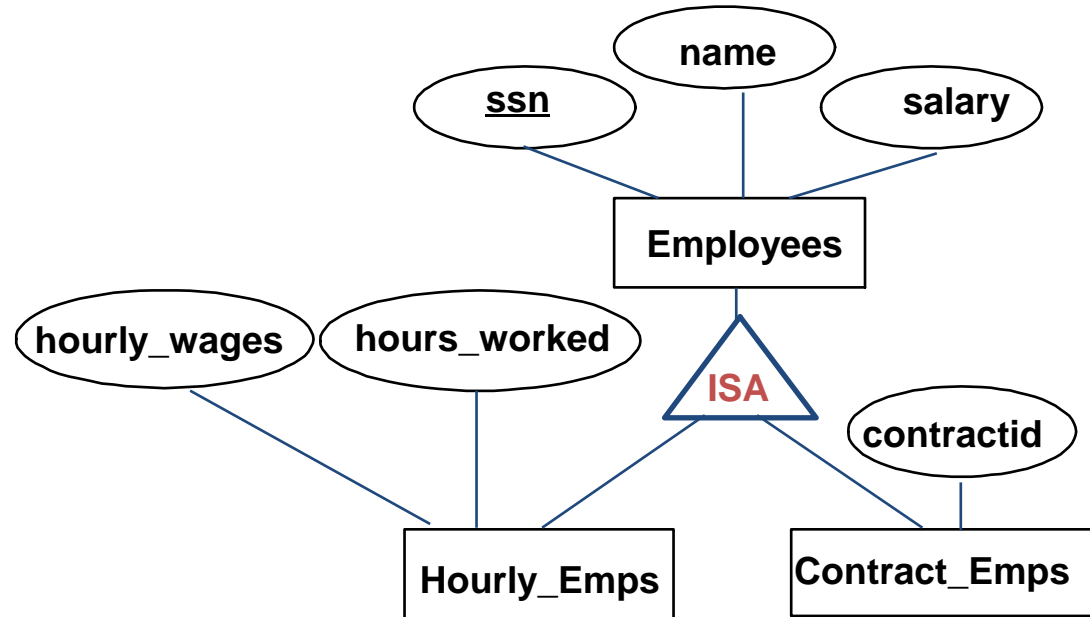 name
ssn
salary
Employees
hourly_wages
hours_worked
ISA
contractid
Hourly_Emps
Contract_Emps